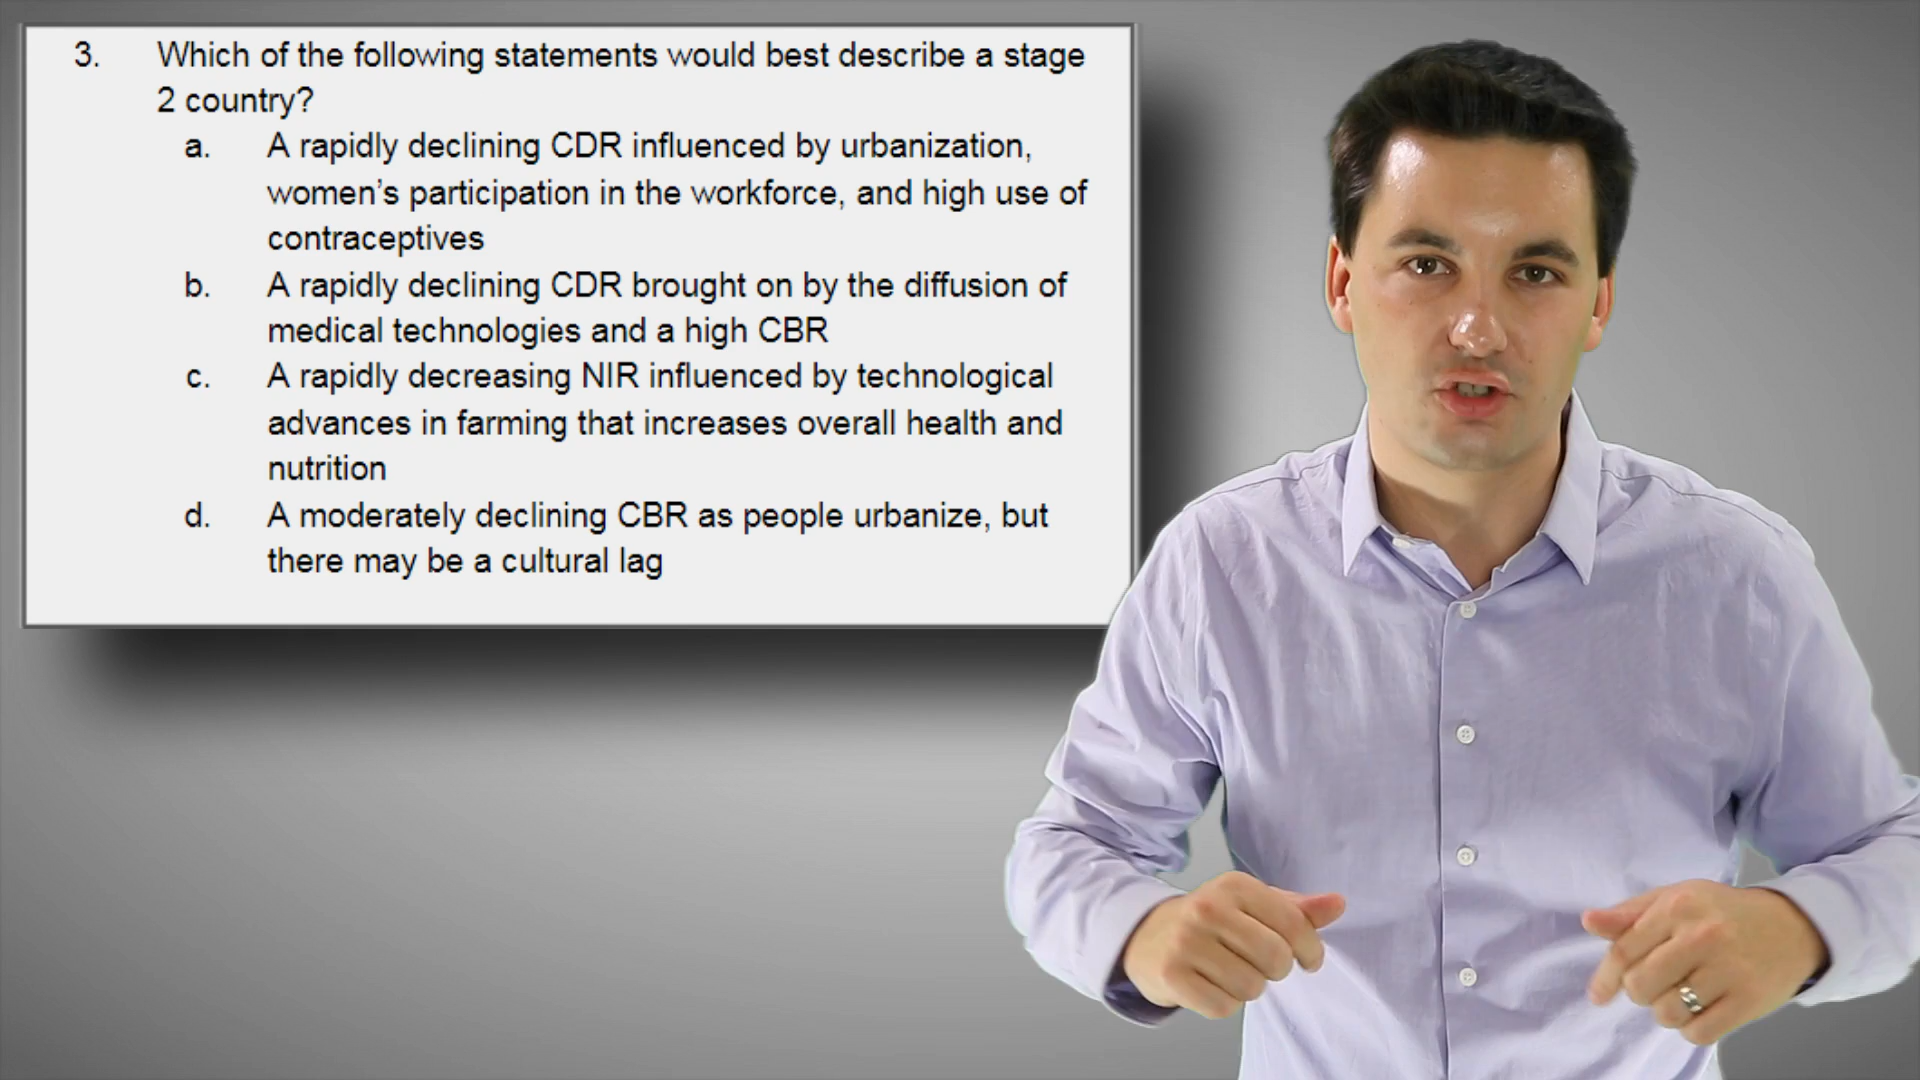 3. Which of the following statements would best describe a stage
2 country?
a. A rapidly declining CDR influenced by urbanization,
women's participation in the workforce, and high use of
contraceptives
b. A rapidly declining CDR brought on by the diffusion of
medical technologies and a high CBR
c. A rapidly decreasing NIR influenced by technological
advances in farming that increases overall health and
nutrition
d. A moderately declining CBR as people urbanize, but
there may be a cultural lag